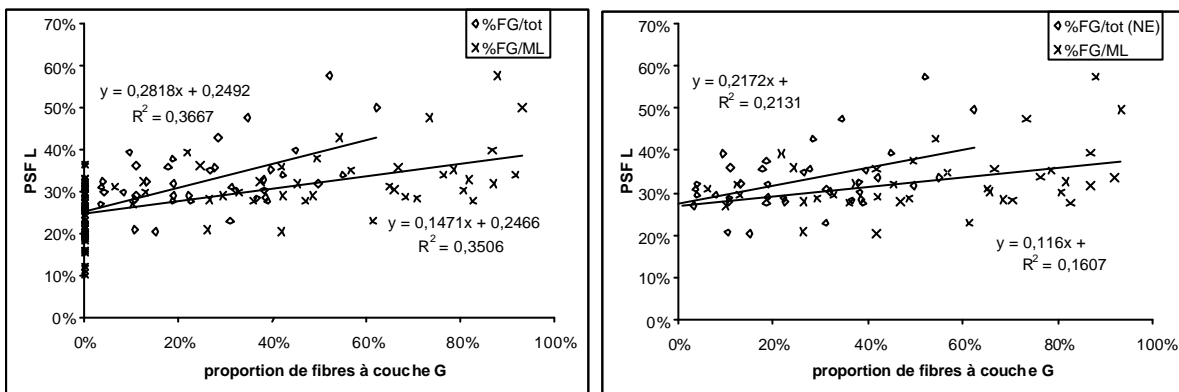 70%
60%
50%
40%
30%
20%
10%
0%
PSF L
%FG/tot
%FG/ML
y = 0,2818x + 0,2492
R² = 0,3667
y = 0,1471x + 0,2466
R² = 0,3506
0% 20% 40% 60% 80% 100%
proportion de fibres à couche G
70%
60%
50%
40%
30%
20%
10%
0%
PSF L
%FG/tot (NE)
%FG/ML
y = 0,2172x +
R² = 0,2131
y = 0,116x +
R² = 0,1607
0% 20% 40% 60% 80% 100%
proportion de fibres à couche G